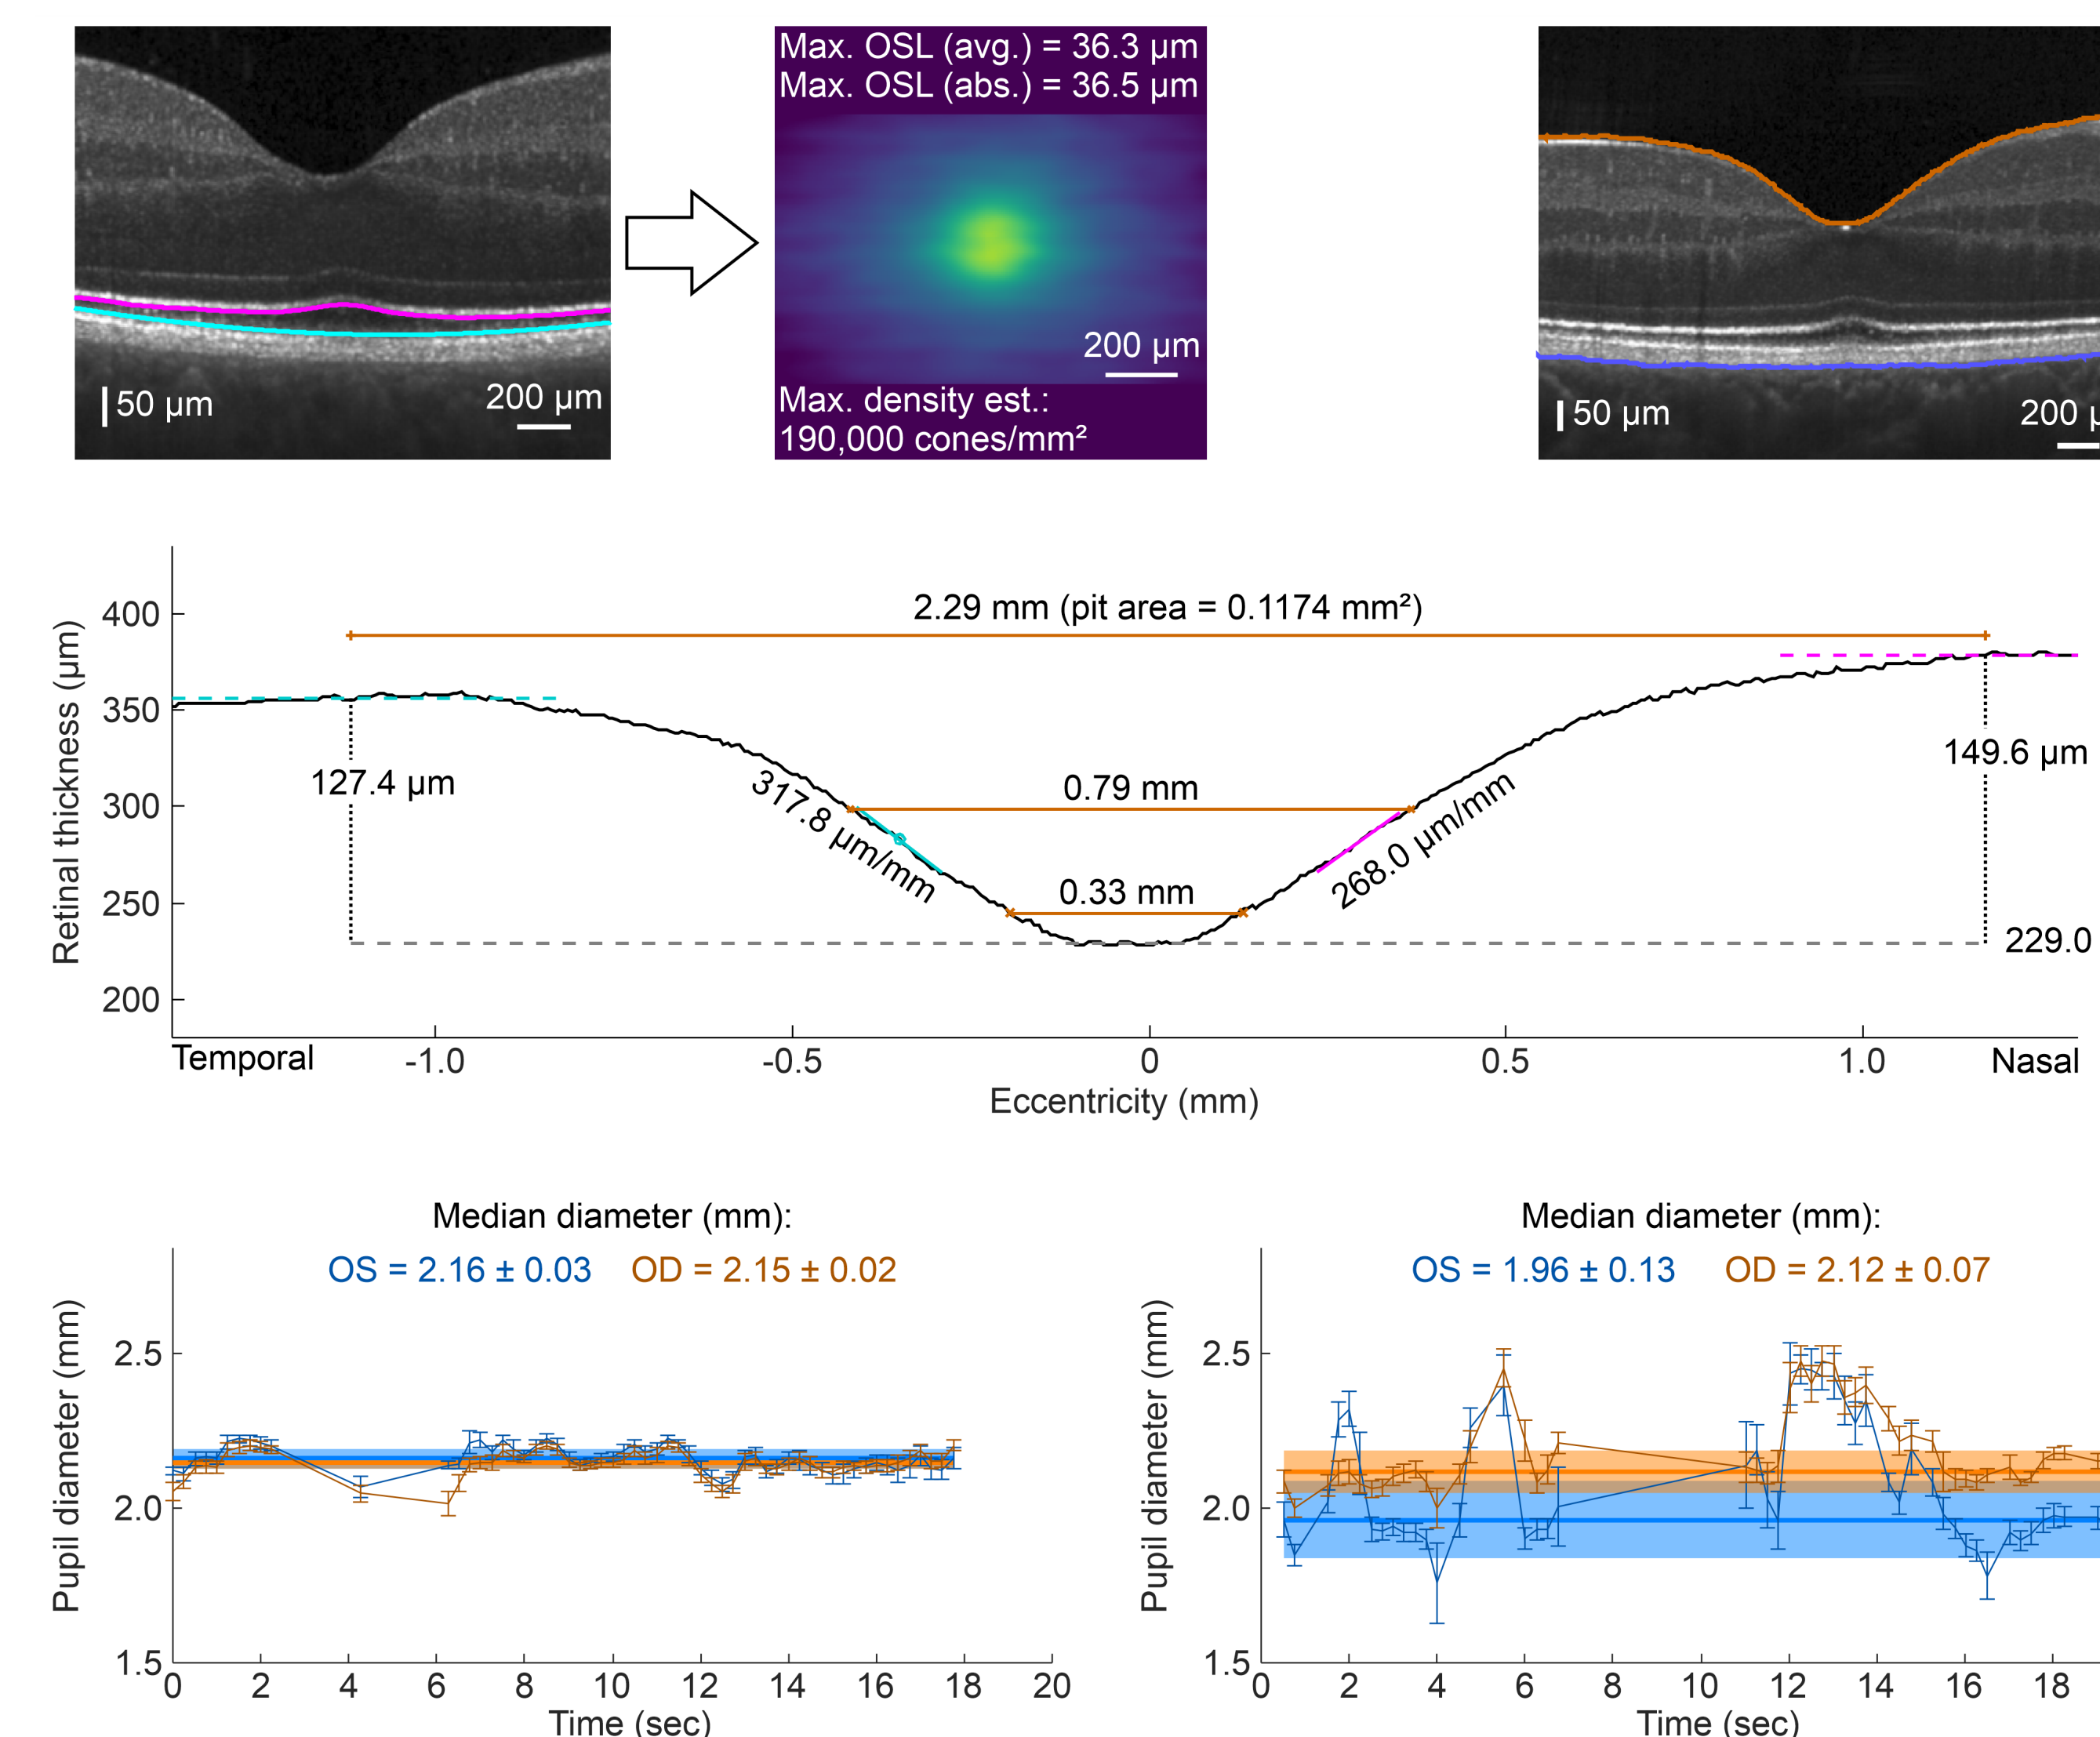 Max. OSL (avg.) = 36.3 µm
Max. OSL (abs.) = 36.5 µm
50 µm
200 µm
200 µm
Max. density est.:
190,000 cones/mm²
50 µm
200
2.29 mm (pit area = 0.1174 mm²)
400
350
300
250
200
Retinal thickness (µm)
127.4 µm
317.8 µm/mm
0.79 mm
0.33 mm
268.0 µm/mm
149.6 µm
229.0
Temporal
-1.0
-0.5
0
0.5
1.0
Nasal
Eccentricity (mm)
Median diameter (mm):
OS = 2.16 ± 0.03 OD = 2.15 ± 0.02
Pupil diameter (mm)
2.5
2.0
1.5
0 2 4 6 8 10 12 14 16 18 20
Time (sec)
Median diameter (mm):
OS = 1.96 ± 0.13 OD = 2.12 ± 0.07
Pupil diameter (mm)
2.5
2.0
1.5
0 2 4 6 8 10 12 14 16 18
Time (sec)